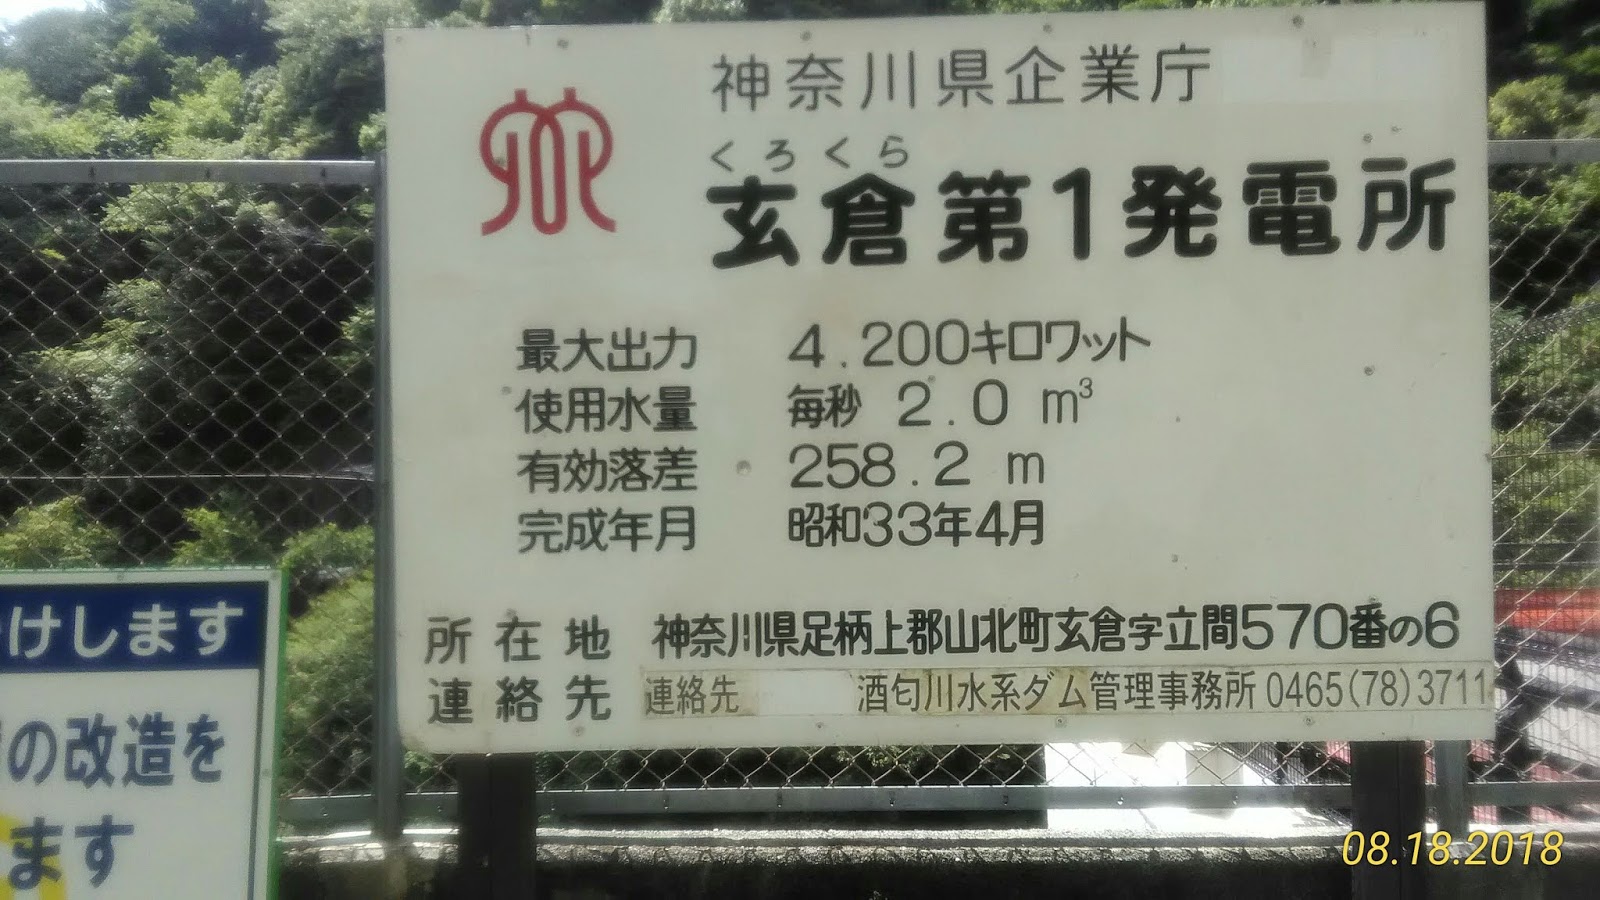 神奈川県企業庁
くろくら
玄倉第1発電所
最大出力 4.200キロワット
使用水量 毎秒 2.0 m³
有効落差 258.2 m
完成年月 昭和33年4月
所在地 神奈川県足柄上郡山北町玄倉字立間570番の6
連絡先 連絡先 酒匂川水系ダム管理事務所 0465(78)3711
けします
の改造を
ます
08.18.2018